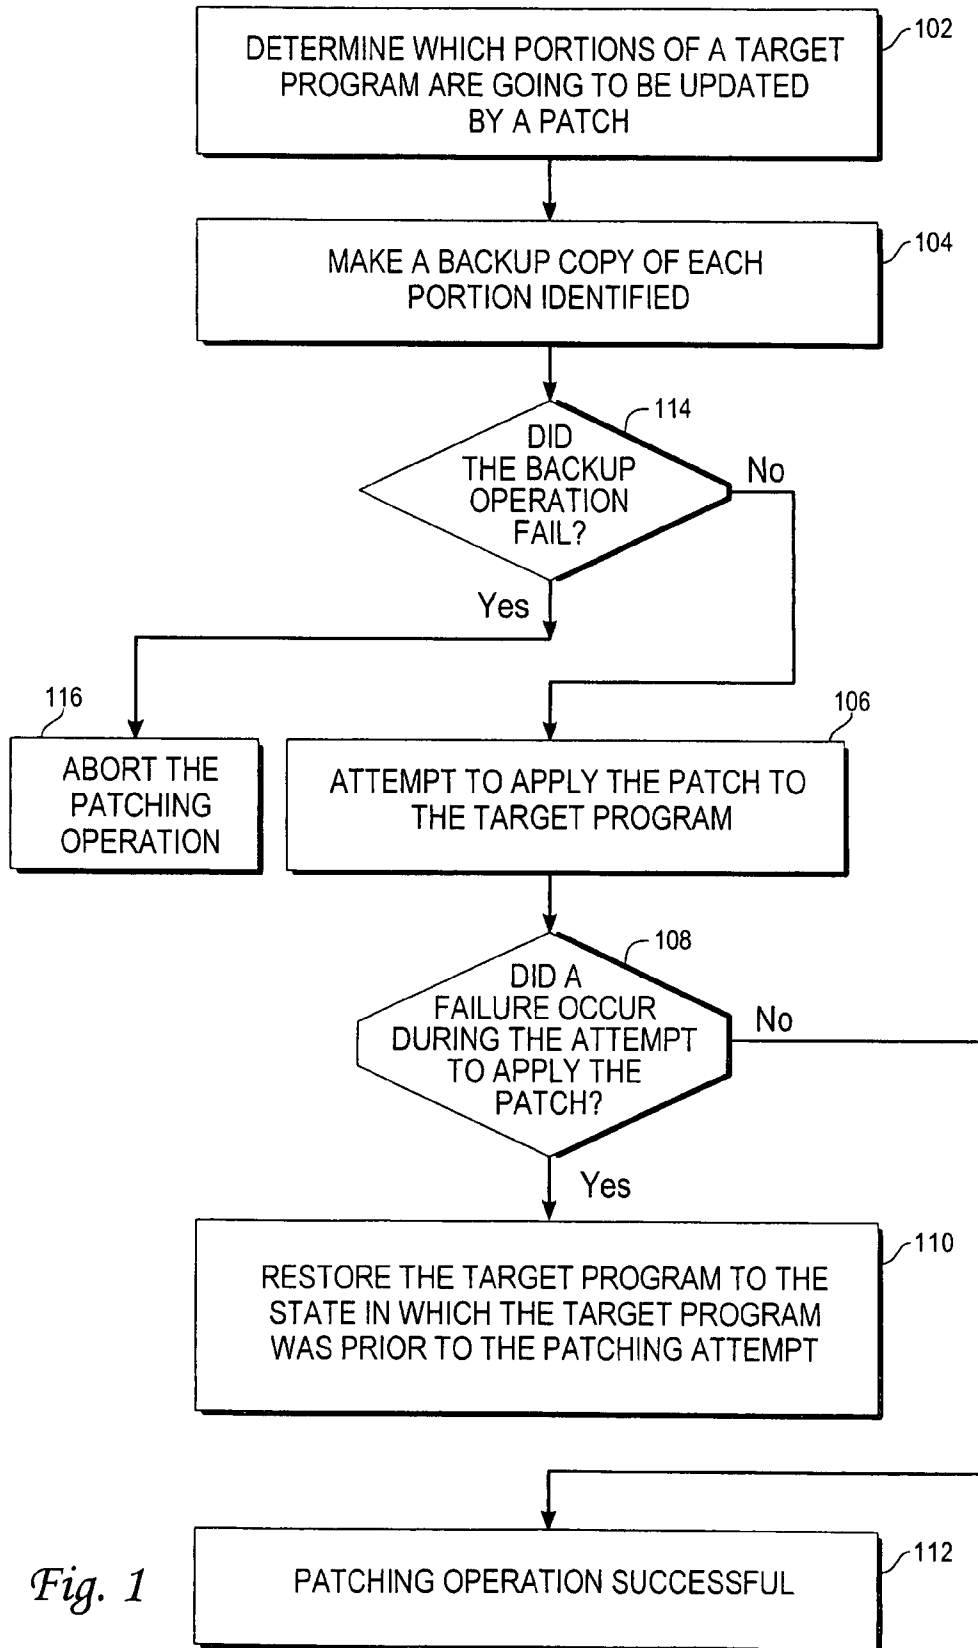 102
DETERMINE WHICH PORTIONS OF A TARGET
PROGRAM ARE GOING TO BE UPDATED
BY A PATCH
104
MAKE A BACKUP COPY OF EACH
PORTION IDENTIFIED
114
DID
THE BACKUP
OPERATION
FAIL?
No
Yes
116
ABORT THE
PATCHING
OPERATION
106
ATTEMPT TO APPLY THE PATCH TO
THE TARGET PROGRAM
108
DID A
FAILURE OCCUR
DURING THE ATTEMPT
TO APPLY THE
PATCH?
No
Yes
110
RESTORE THE TARGET PROGRAM TO THE
STATE IN WHICH THE TARGET PROGRAM
WAS PRIOR TO THE PATCHING ATTEMPT
112
PATCHING OPERATION SUCCESSFUL
Fig. 1